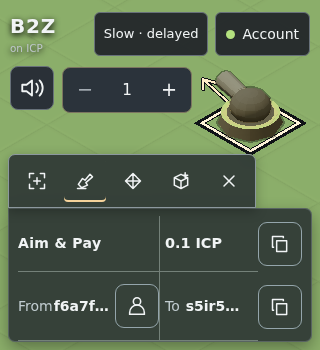 B2Z
on ICP
Slow · delayed
Account
− 1 +
Aim & Pay
0.1 ICP
From f6a7f...
To s5ir5...